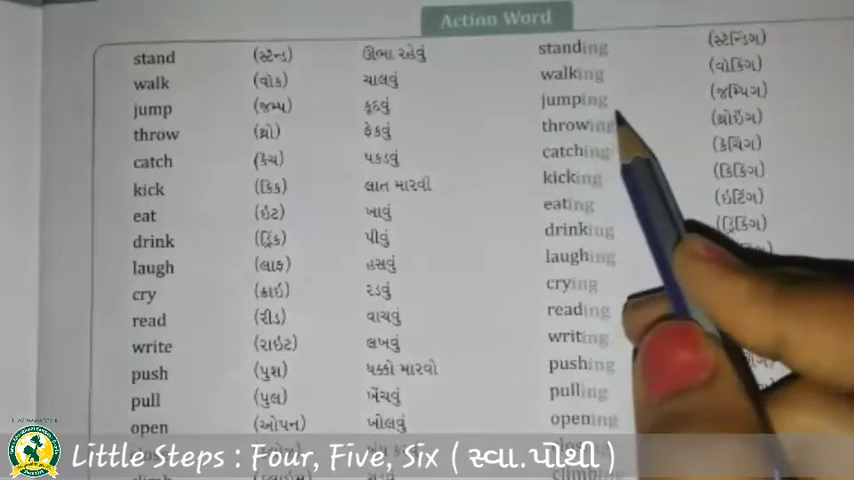 Action Word
stand (સ્ટેન્ડ) ઊભા રહેવું standing (સ્ટેન્ડિંગ)
walk (વોક) ચાલવું walking (વોકિંગ)
jump (જમ્પ) કૂદવું jumping (જમ્પિંગ)
throw (થ્રો) ફેંકવું throwing (થ્રોઇંગ)
catch (કેચ) પકડવું catching (કેચિંગ)
kick (કિક) લાત મારવી kicking (કિકિંગ)
eat (ઇટ) ખાવું eating (ઇટિંગ)
drink (ડ્રિંક) પીવું drinking (ડ્રિંકિંગ)
laugh (લાફ) હસવું laughing
cry (ક્રાઇ) રડવું crying
read (રીડ) વાચવું reading
write (રાઇટ) લખવું writing
push (પુશ) ધક્કો મારવો pushing
pull (પુલ) ખેંચવું pulling
open (ઓપન) ખોલવું opening
climbing
Little Steps : Four, Five, Six ( સ્વા.પોથી )